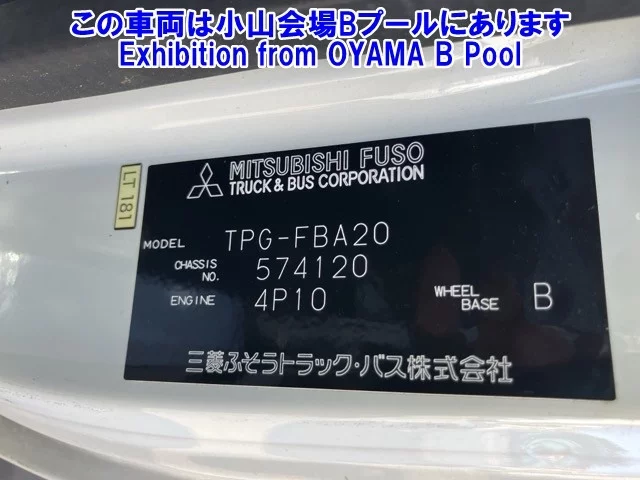 この車両は小山会場Bプールにあります
Exhibition from OYAMA B Pool
LT 181
MITSUBISHI FUSO
TRUCK & BUS CORPORATION
MODEL TPG-FBA20
CHASSIS NO. 574120
ENGINE 4P10 WHEEL BASE B
三菱ふそうトラック・バス株式会社